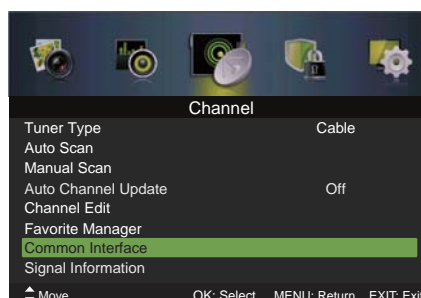 Channel
Tuner Type Cable
Auto Scan
Manual Scan
Auto Channel Update Off
Channel Edit
Favorite Manager
Common Interface
Signal Information
Move OK: Select MENU: Return EXIT: Exit